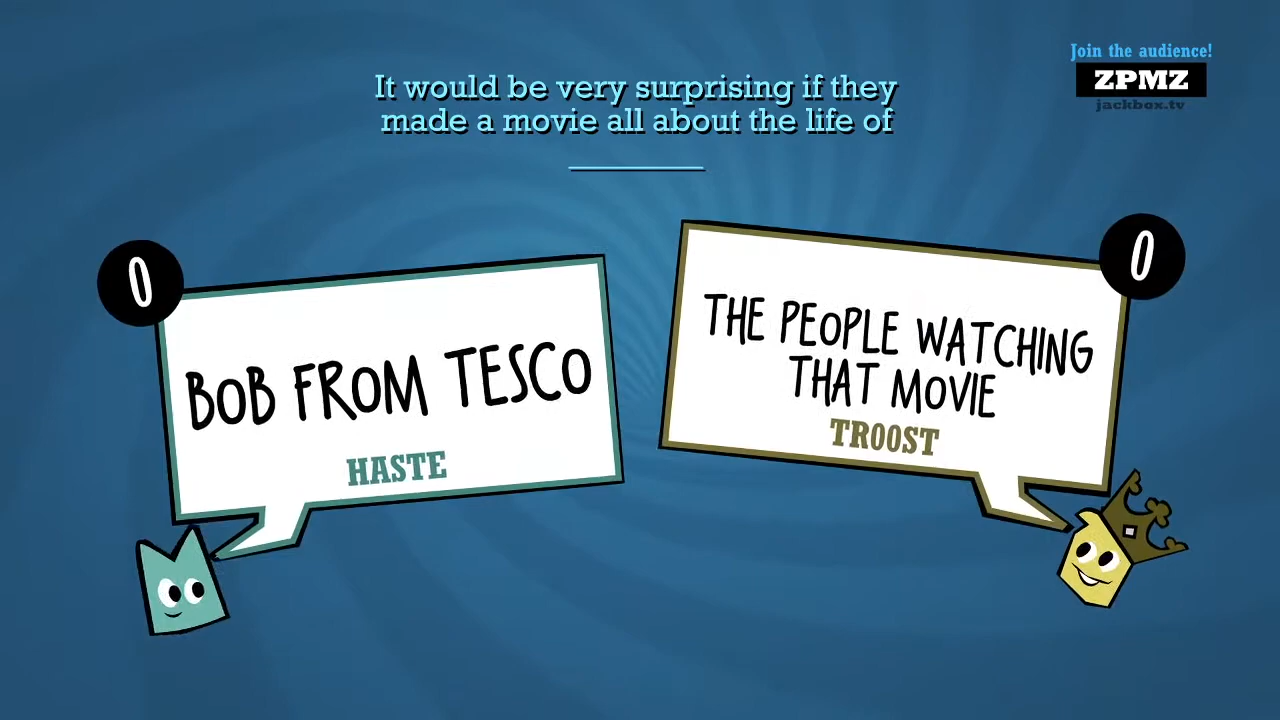 Join the audience!
ZPMZ
jackbox.tv
It would be very surprising if they
made a movie all about the life of
0
BOB FROM TESCO
HASTE
0
THE PEOPLE WATCHING
THAT MOVIE
TROOST